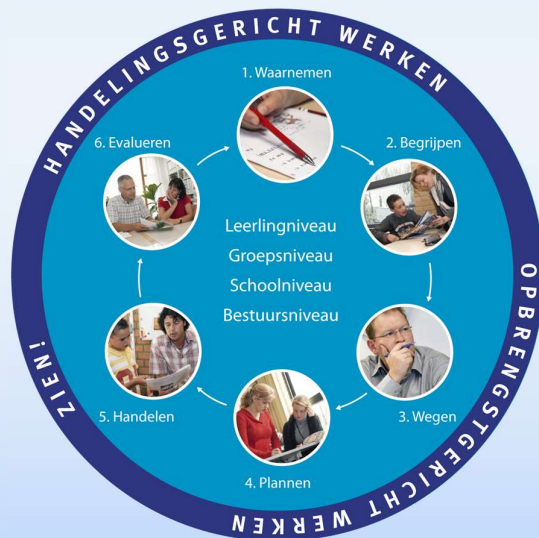 HANDELINGSGERICHT WERKEN
OPBRENGSTGERICHT WERKEN
ZIEN!
1. Waarnemen
2. Begrijpen
3. Wegen
4. Plannen
5. Handelen
6. Evalueren
Leerlingniveau
Groepsniveau
Schoolniveau
Bestuursniveau